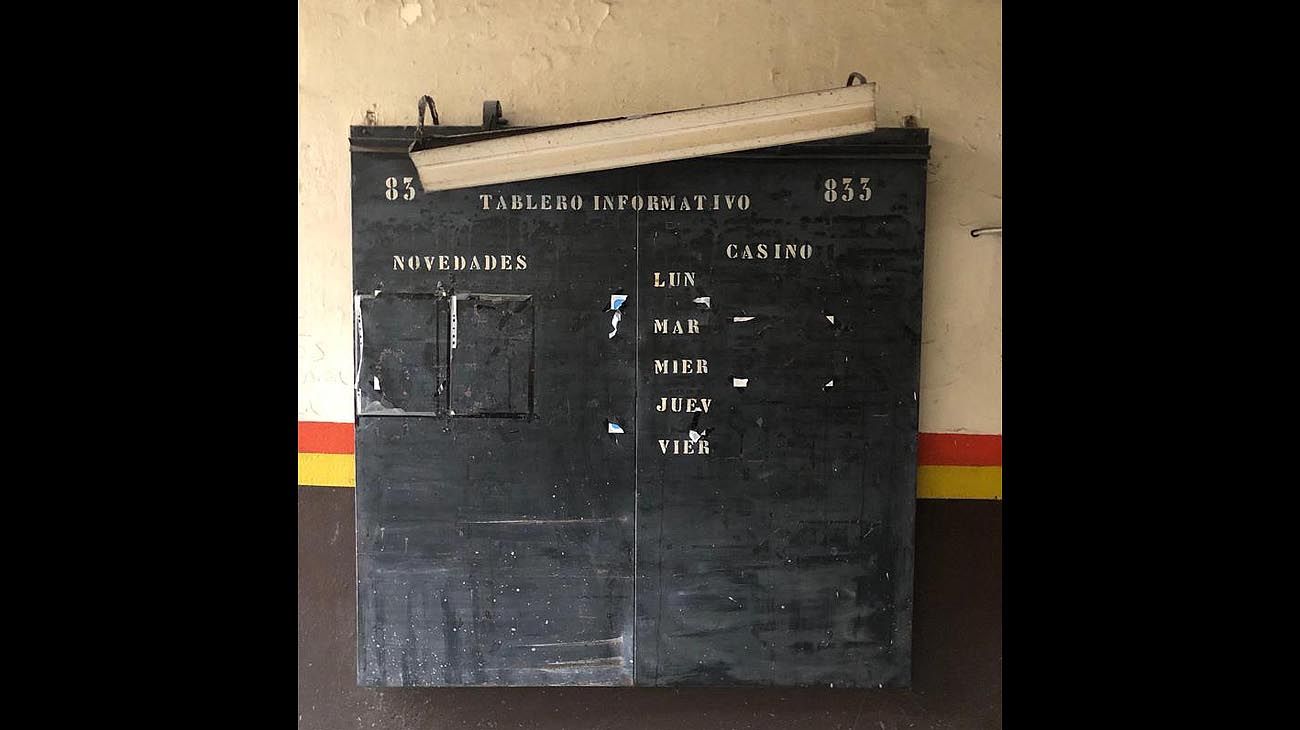 83
TABLERO INFORMATIVO
833
NOVEDADES
CASINO
LUN
MAR
MIER
JUEV
VIER